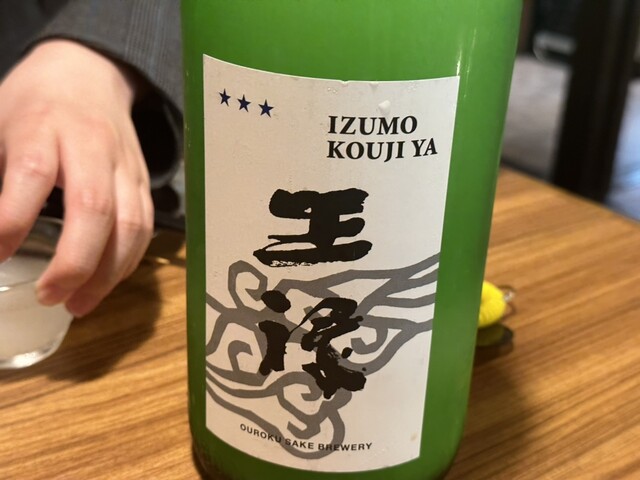 ★★★
IZUMO
KOUJI YA
王
祿
OUROKU SAKE BREWERY